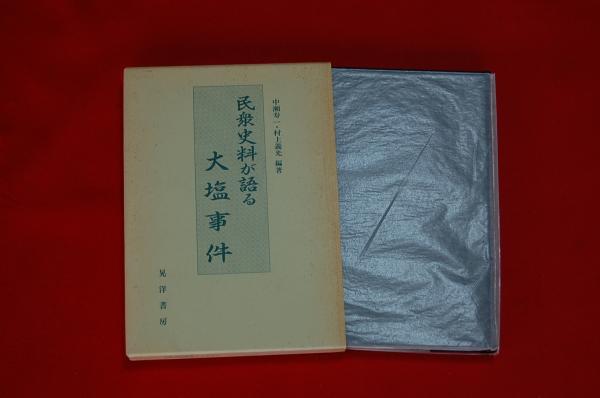 中瀬寿一・村上義光 編著
民衆史料が語る
大塩事件
晃洋書房